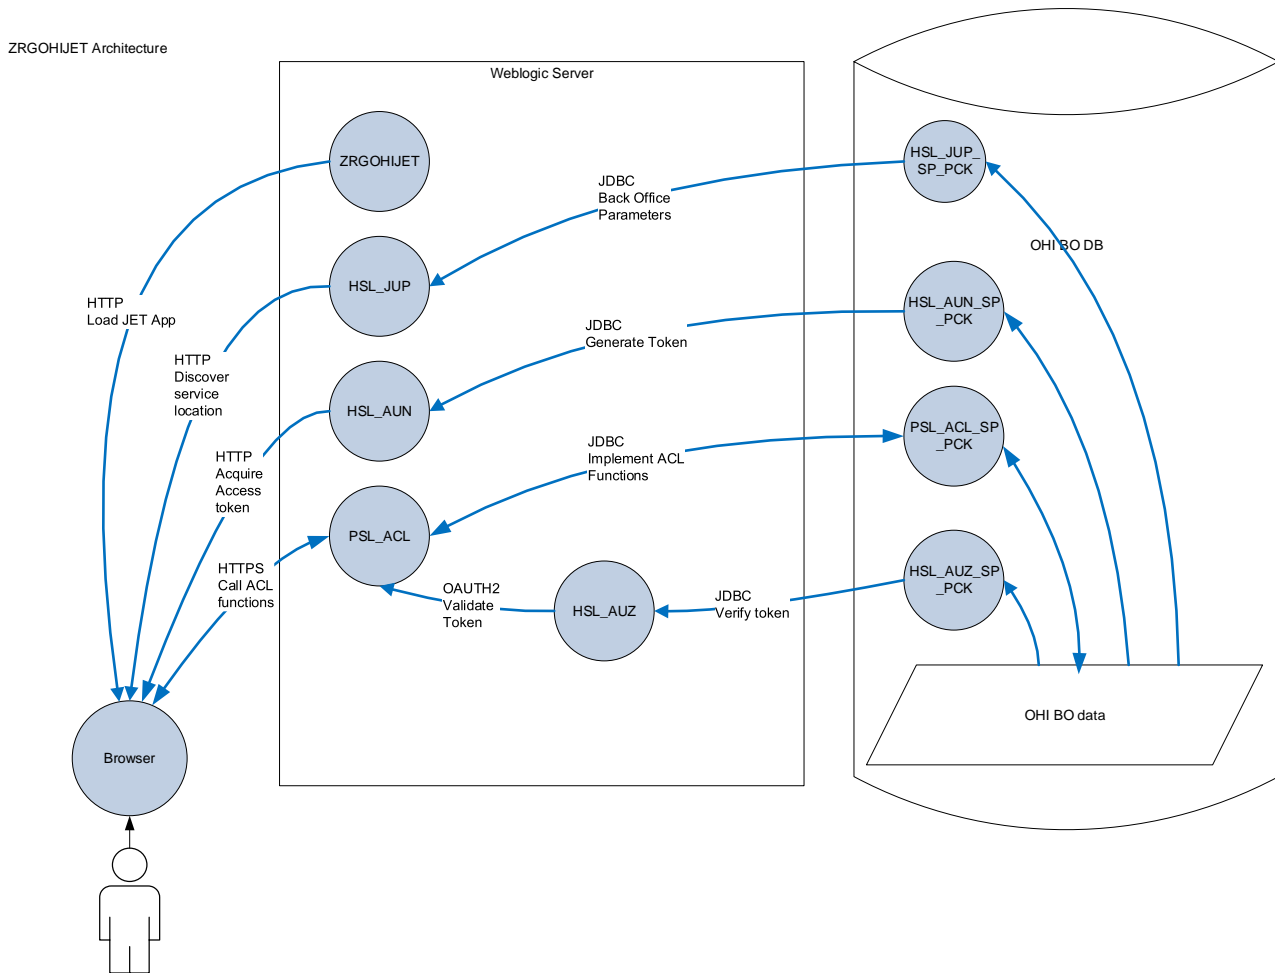 ZRGOHIJET Architecture
Weblogic Server
ZRGOHIJET
HSL_JUP_
SP_PCK
JDBC
Back Office
Parameters
OHI BO DB
HSL_JUP
HTTP
Load JET App
HSL_AUN_SP
_PCK
JDBC
Generate Token
HTTP
Discover
service
location
HSL_AUN
PSL_ACL_SP
_PCK
JDBC
Implement ACL
Functions
HTTP
Acquire
Access
token
PSL_ACL
HTTPS
Call ACL
functions
OAUTH2
Validate
Token
HSL_AUZ
JDBC
Verify token
HSL_AUZ_SP
_PCK
OHI BO data
Browser